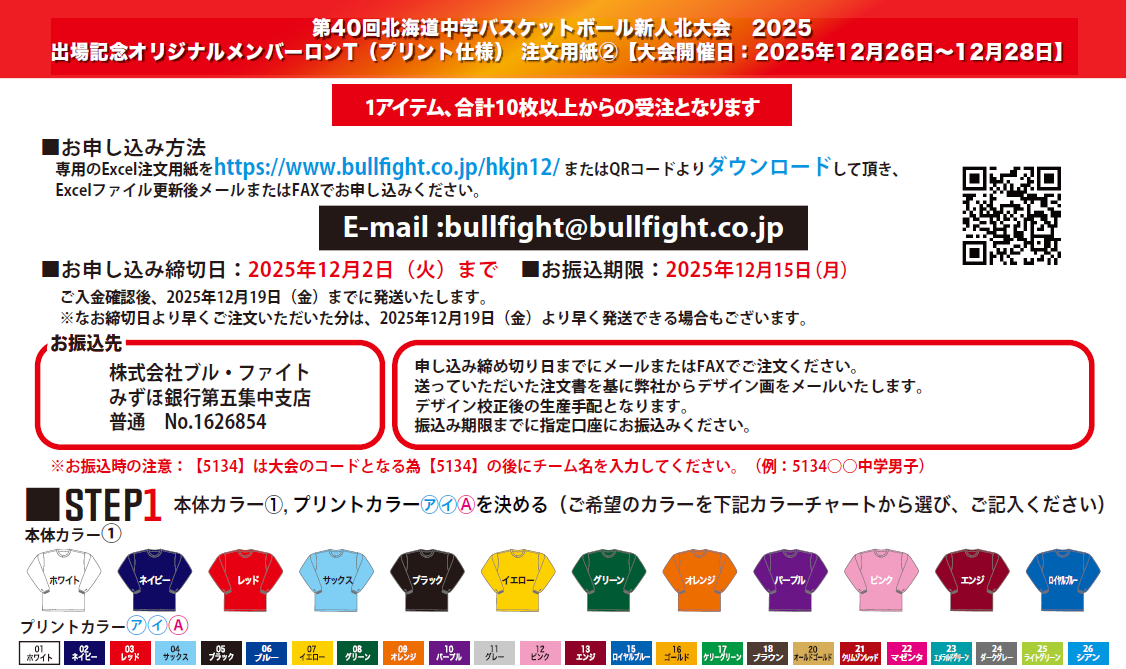 第40回北海道中学バスケットボール新人北大会　2025
出場記念オリジナルメンバーロンT（プリント仕様） 注文用紙②【大会開催日：2025年12月26日～12月28日】
1アイテム、合計10枚以上からの受注となります
■お申し込み方法
専用のExcel注文用紙をhttps://www.bullfight.co.jp/hkjn12/ またはQRコードよりダウンロードして頂き、
Excelファイル更新後メールまたはFAXでお申し込みください。
E-mail :bullfight@bullfight.co.jp
■お申し込み締切日：2025年12月2日（火）まで　■お振込期限：2025年12月15日（月）
ご入金確認後、2025年12月19日（金）までに発送いたします。
※なお締切日より早くご注文いただいた分は、2025年12月19日（金）より早く発送できる場合もございます。
お振込先
株式会社ブル・ファイト
みずほ銀行第五集中支店
普通　No.1626854
申し込み締め切り日までにメールまたはFAXでご注文ください。
送っていただいた注文書を基に弊社からデザイン画をメールいたします。
デザイン校正後の生産手配となります。
振込み期限までに指定口座にお振込みください。
※お振込時の注意：【5134】は大会のコードとなる為【5134】の後にチーム名を入力してください。（例：5134○○中学男子）
■STEP1 本体カラー①, プリントカラー㋐㋑Ⓐを決める（ご希望のカラーを下記カラーチャートから選び、ご記入ください）
本体カラー①
ホワイト ネイビー レッド サックス ブラック イエロー グリーン オレンジ パープル ピンク エンジ ロイヤルブルー
プリントカラー㋐㋑Ⓐ
01 02 06 03 04 05 06 07 08 09 10 11 12 13 15 16 17 18 20 21 22 23 24 25 26
ホワイト ネイビー レッド サックス ブラック ブルー イエロー グリーン オレンジ パープル グレー ピンク エンジ ロイヤルブルー ゴールド ケリーグリーン ブラウン オールドゴールド クリムゾンレッド マゼンタ エメラルドグリーン ダークグレー ライトグリーン シアン